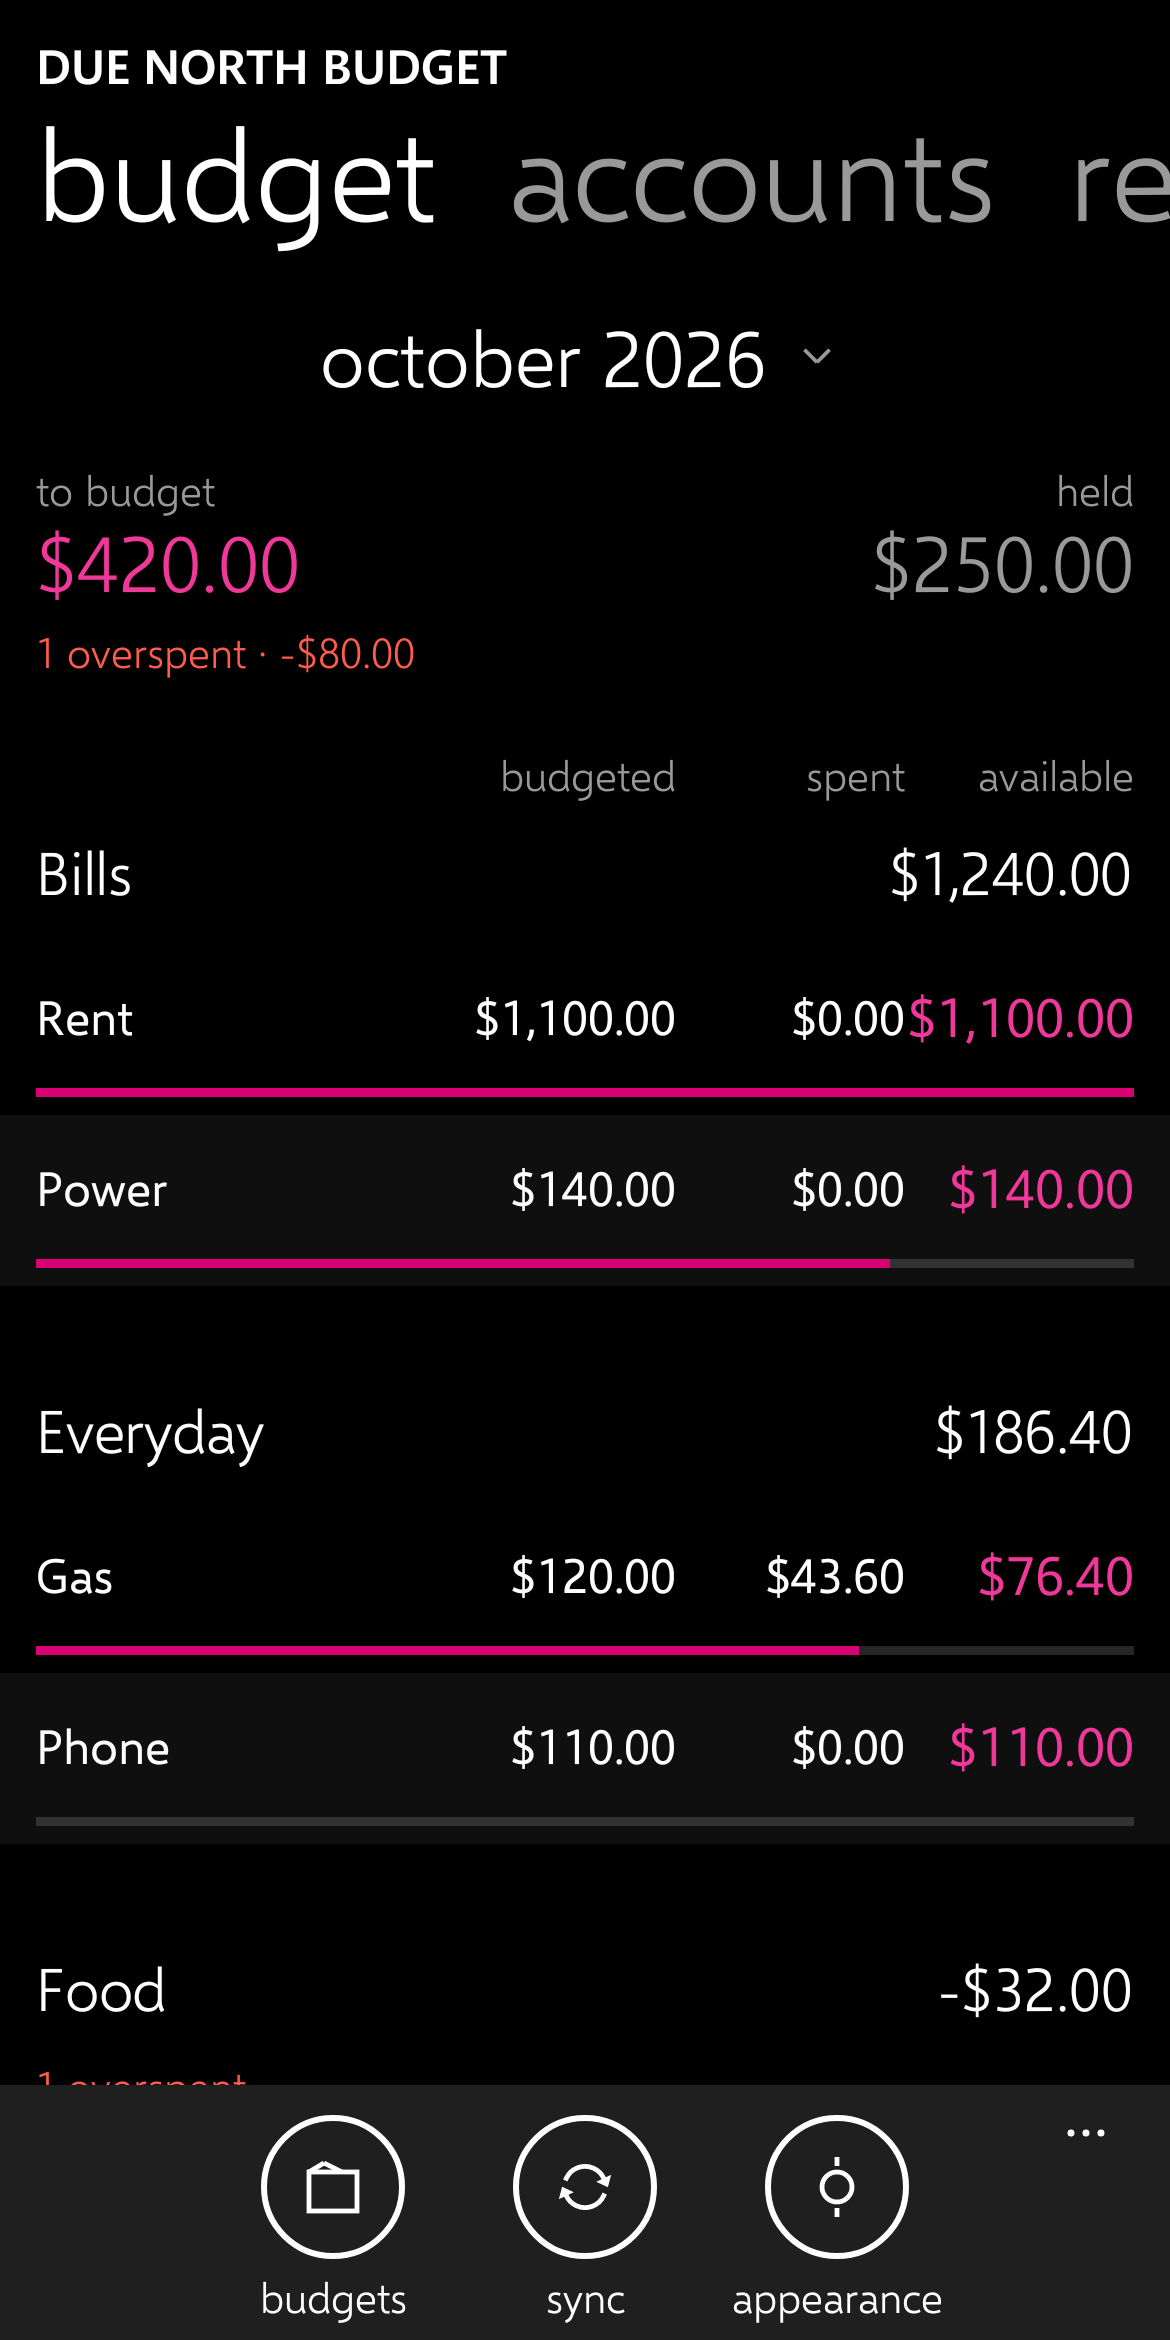 DUE NORTH BUDGET
budget accounts re
october 2026
to budget held
$420.00 $250.00
1 overspent · -$80.00
budgeted spent available
Bills $1,240.00
Rent $1,100.00 $0.00 $1,100.00
Power $140.00 $0.00 $140.00
Everyday $186.40
Gas $120.00 $43.60 $76.40
Phone $110.00 $0.00 $110.00
Food -$32.00
1 overspent
...
budgets sync appearance